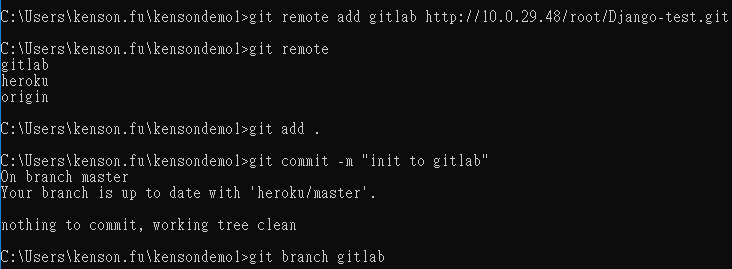 C:\Users\kenson.fu\kensondemo1>git remote add gitlab http://10.0.29.48/root/Django-test.git
C:\Users\kenson.fu\kensondemo1>git remote
gitlab
heroku
origin
C:\Users\kenson.fu\kensondemo1>git add .
C:\Users\kenson.fu\kensondemo1>git commit -m "init to gitlab"
On branch master
Your branch is up to date with 'heroku/master'.
nothing to commit, working tree clean
C:\Users\kenson.fu\kensondemo1>git branch gitlab